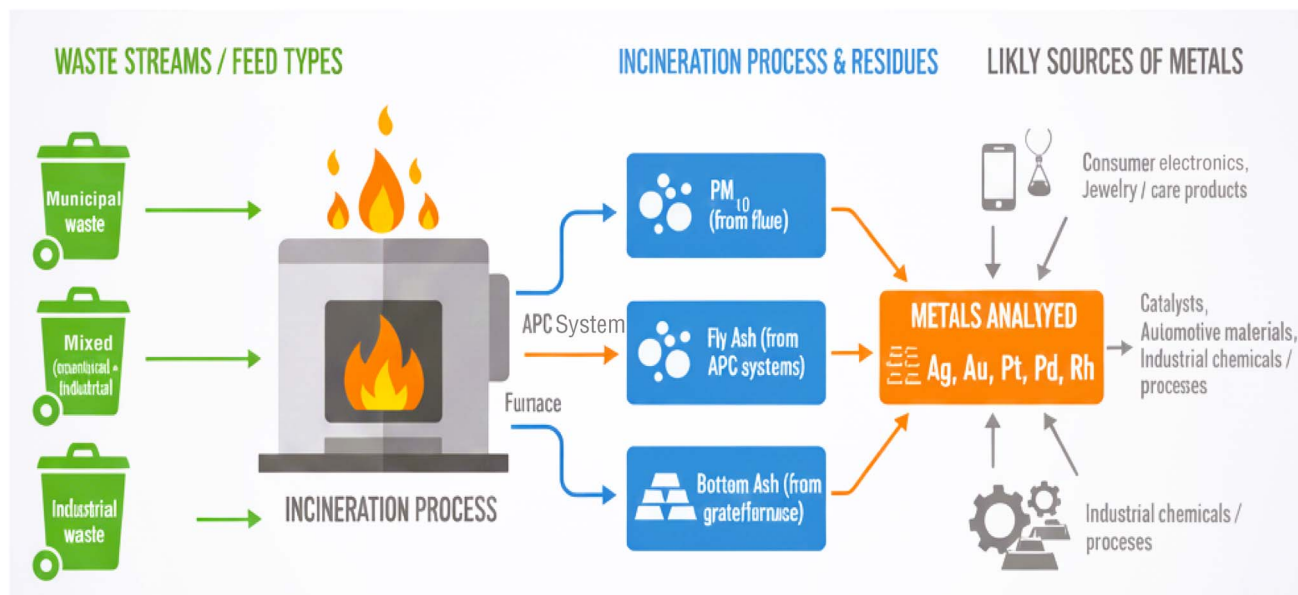 WASTE STREAMS / FEED TYPES
INCINERATION PROCESS & RESIDUES
LIKLY SOURCES OF METALS
Municipal
waste
Mixed
Industrial
waste
INCINERATION PROCESS
APC System
Furnace
PM10
(from flue)
Fly Ash (from
APC systems)
Bottom Ash (from
METALS ANALYYED
Ag, Au, Pt, Pd, Rh
Consumer electronics,
Jewelry / care products
Catalysts,
Automotive materials,
Industrial chemicals /
proceses
Industrial chemicals /
proceses